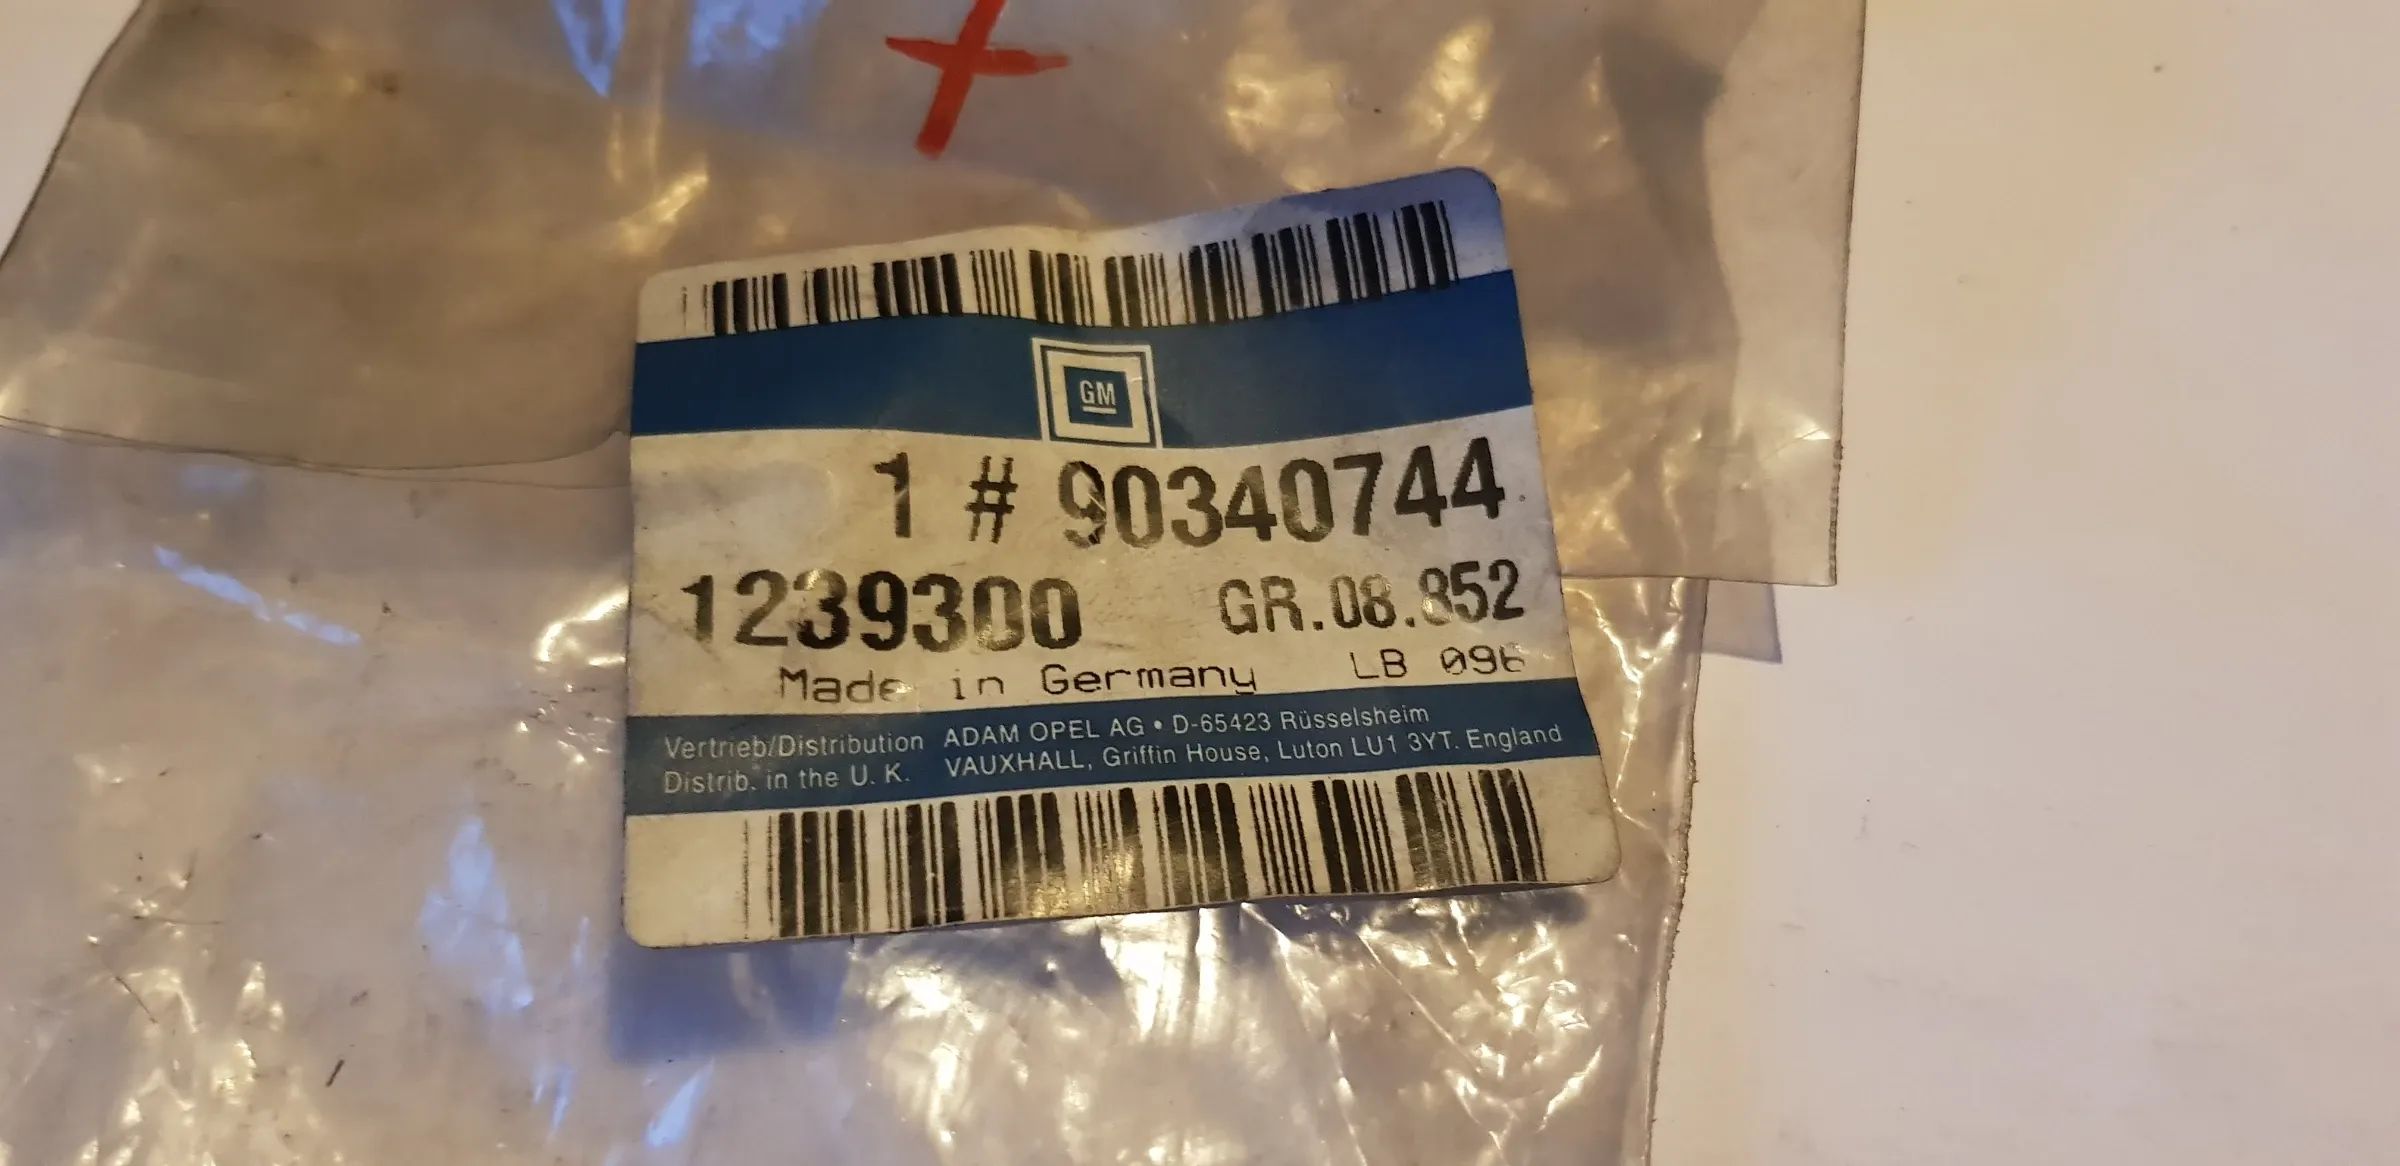 GM
1 # 90340744
1239300 GR.08.852
Made in Germany LB 096
Vertrieb/Distribution ADAM OPEL AG • D-65423 Rüsselsheim
Distrib. in the U. K. VAUXHALL, Griffin House, Luton LU1 3YT. England